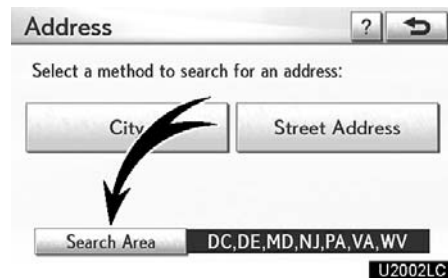 Address ?
Select a method to search for an address:
City Street Address
Search Area DC,DE,MD,NJ,PA,VA,WV
U2002LC